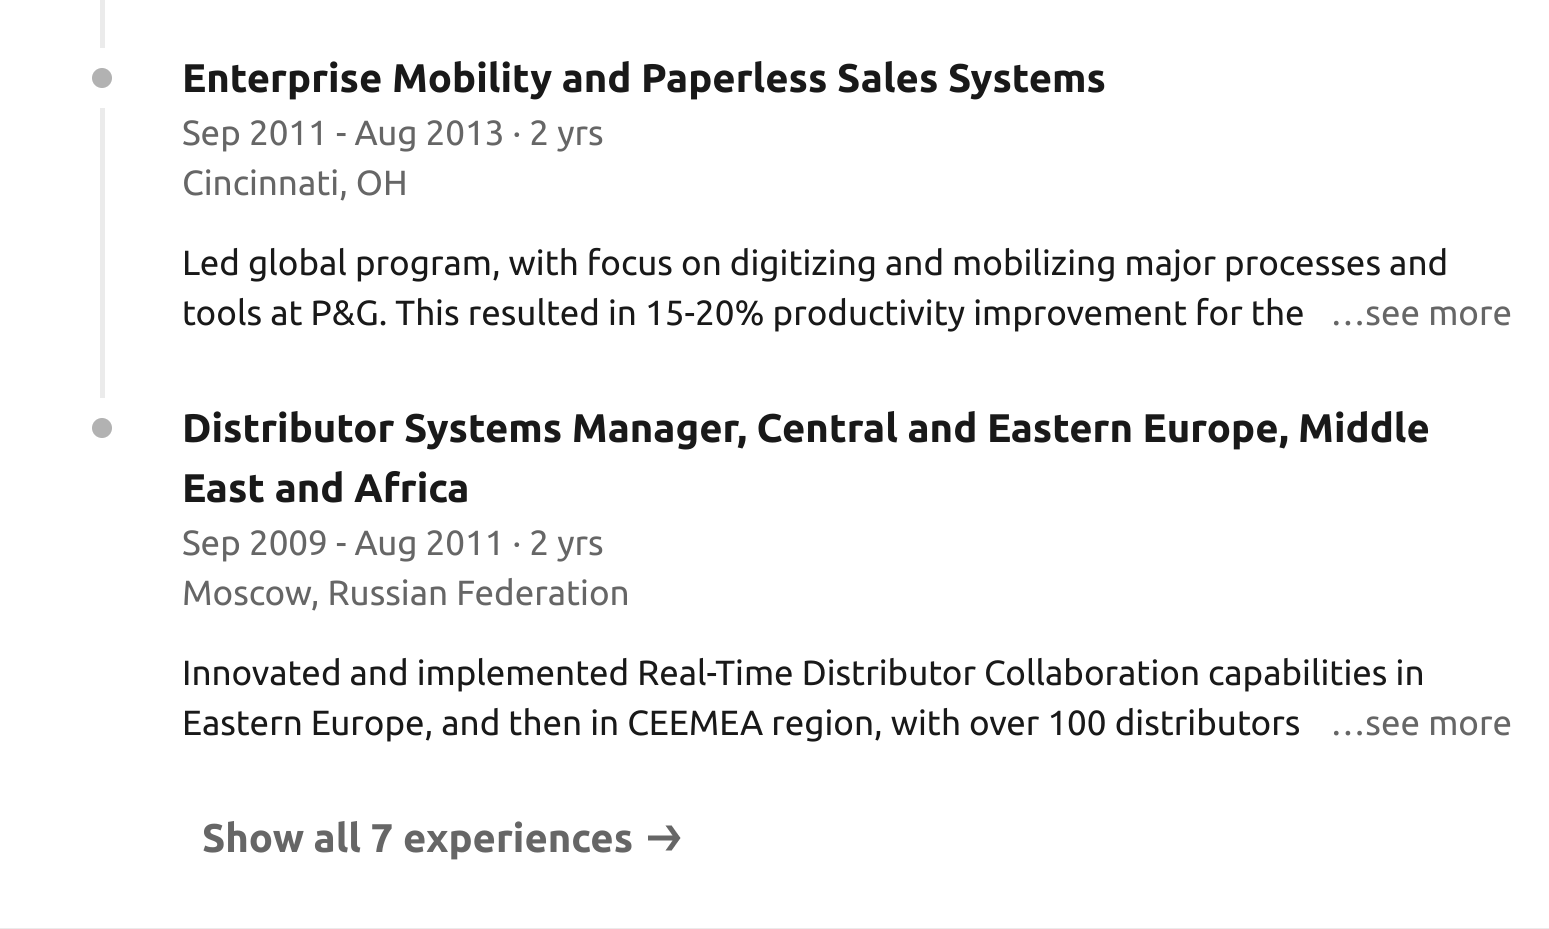 Enterprise Mobility and Paperless Sales Systems
Sep 2011 - Aug 2013 · 2 yrs
Cincinnati, OH
Led global program, with focus on digitizing and mobilizing major processes and
tools at P&G. This resulted in 15-20% productivity improvement for the …see more
Distributor Systems Manager, Central and Eastern Europe, Middle
East and Africa
Sep 2009 - Aug 2011 · 2 yrs
Moscow, Russian Federation
Innovated and implemented Real-Time Distributor Collaboration capabilities in
Eastern Europe, and then in CEEMEA region, with over 100 distributors …see more
Show all 7 experiences →